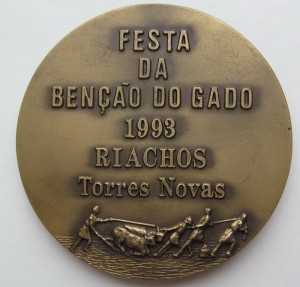 FESTA
DA
BENÇÃO DO GADO
1993
RIACHOS
Torres Novas